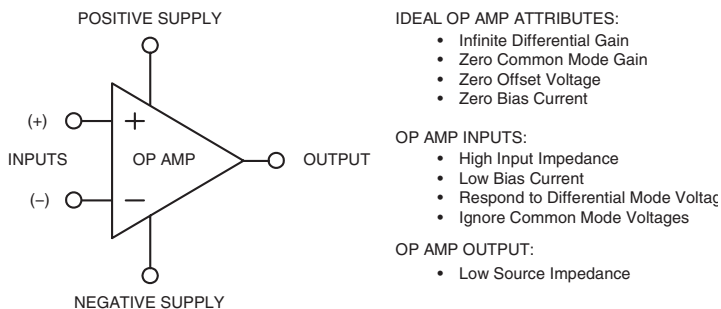 POSITIVE SUPPLY
(+)
+
INPUTS
OP AMP
OUTPUT
(–)
–
NEGATIVE SUPPLY
IDEAL OP AMP ATTRIBUTES:
• Infinite Differential Gain
• Zero Common Mode Gain
• Zero Offset Voltage
• Zero Bias Current
OP AMP INPUTS:
• High Input Impedance
• Low Bias Current
• Respond to Differential Mode Voltag
• Ignore Common Mode Voltages
OP AMP OUTPUT:
• Low Source Impedance